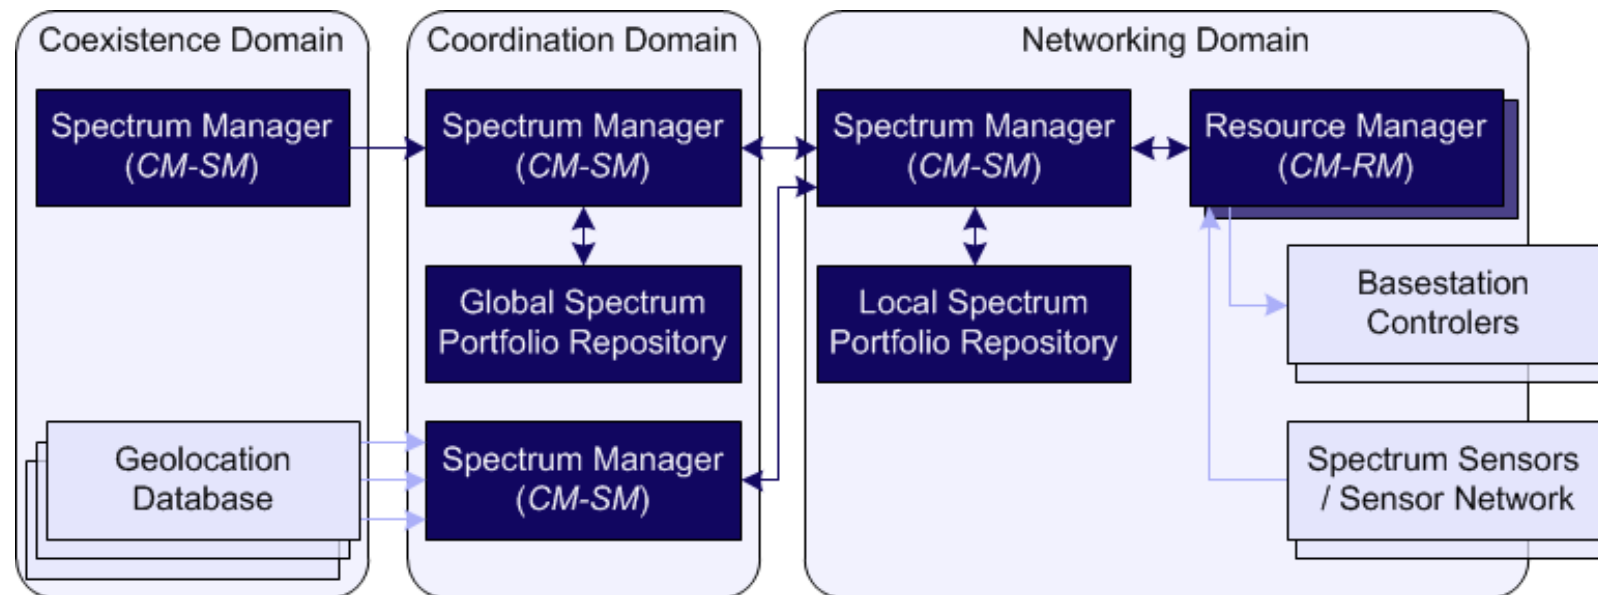 Coexistence Domain
Spectrum Manager
(CM-SM)
Geolocation
Database
Coordination Domain
Spectrum Manager
(CM-SM)
Global Spectrum
Portfolio Repository
Spectrum Manager
(CM-SM)
Networking Domain
Spectrum Manager
(CM-SM)
Local Spectrum
Portfolio Repository
Resource Manager
(CM-RM)
Basestation
Controlers
Spectrum Sensors
/ Sensor Network